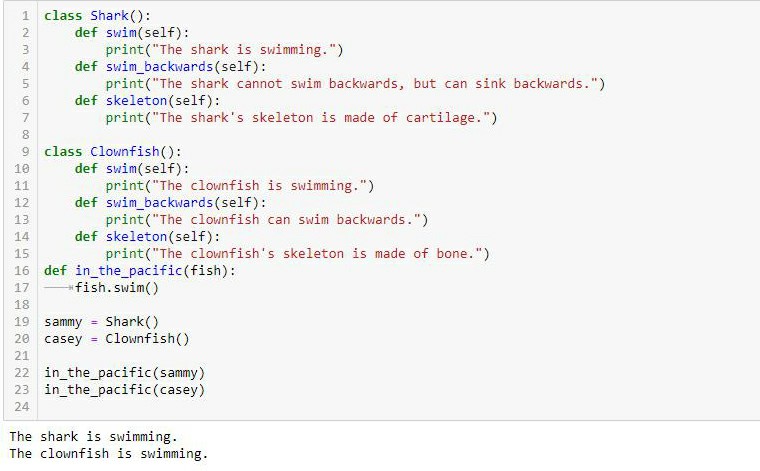 1 class Shark():
2     def swim(self):
3         print("The shark is swimming.")
4     def swim_backwards(self):
5         print("The shark cannot swim backwards, but can sink backwards.")
6     def skeleton(self):
7         print("The shark's skeleton is made of cartilage.")
8
9 class Clownfish():
10     def swim(self):
11         print("The clownfish is swimming.")
12     def swim_backwards(self):
13         print("The clownfish can swim backwards.")
14     def skeleton(self):
15         print("The clownfish's skeleton is made of bone.")
16 def in_the_pacific(fish):
17     fish.swim()
18
19 sammy = Shark()
20 casey = Clownfish()
21
22 in_the_pacific(sammy)
23 in_the_pacific(casey)
24
The shark is swimming.
The clownfish is swimming.